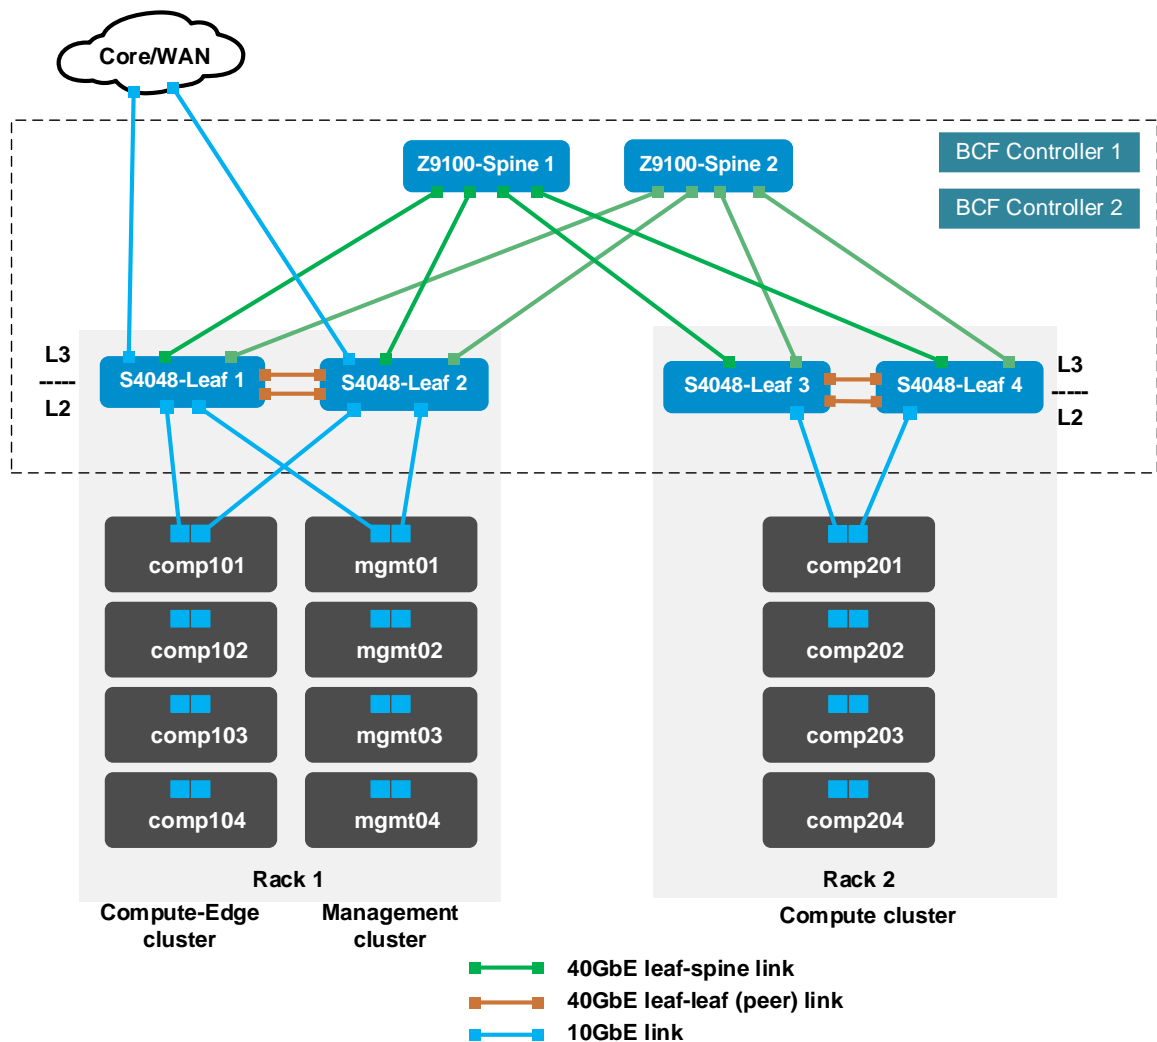 Core/WAN
Z9100-Spine 1
Z9100-Spine 2
BCF Controller 1
BCF Controller 2
L3
-----
L2
S4048-Leaf 1
S4048-Leaf 2
S4048-Leaf 3
S4048-Leaf 4
L3
-----
L2
comp101
mgmt01
comp201
comp102
mgmt02
comp202
comp103
mgmt03
comp203
comp104
mgmt04
comp204
Rack 1
Rack 2
Compute-Edge
cluster
Management
cluster
Compute cluster
40GbE leaf-spine link
40GbE leaf-leaf (peer) link
10GbE link